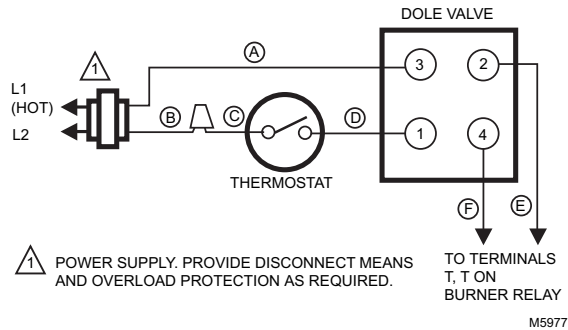 DOLE VALVE
A
3
2
1
L1
(HOT)
L2
B
C
D
1
4
THERMOSTAT
F
E
1
POWER SUPPLY. PROVIDE DISCONNECT MEANS
AND OVERLOAD PROTECTION AS REQUIRED.
TO TERMINALS
T, T ON
BURNER RELAY
M5977